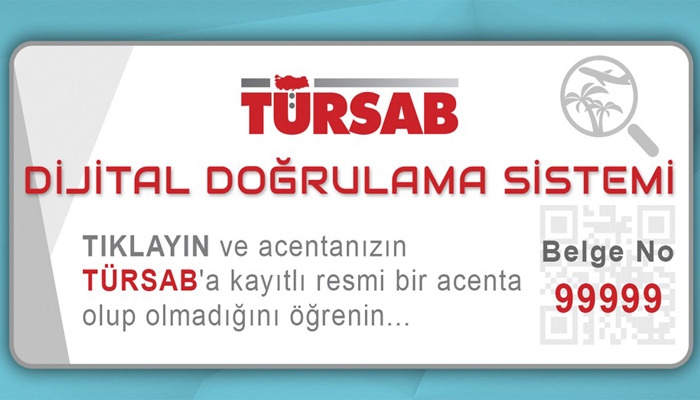 TÜRSAB
DİJİTAL DOĞRULAMA SİSTEMİ
TIKLAYIN ve acentanızın
TÜRSAB'a kayıtlı resmi bir acenta
olup olmadığını öğrenin...
Belge No
99999